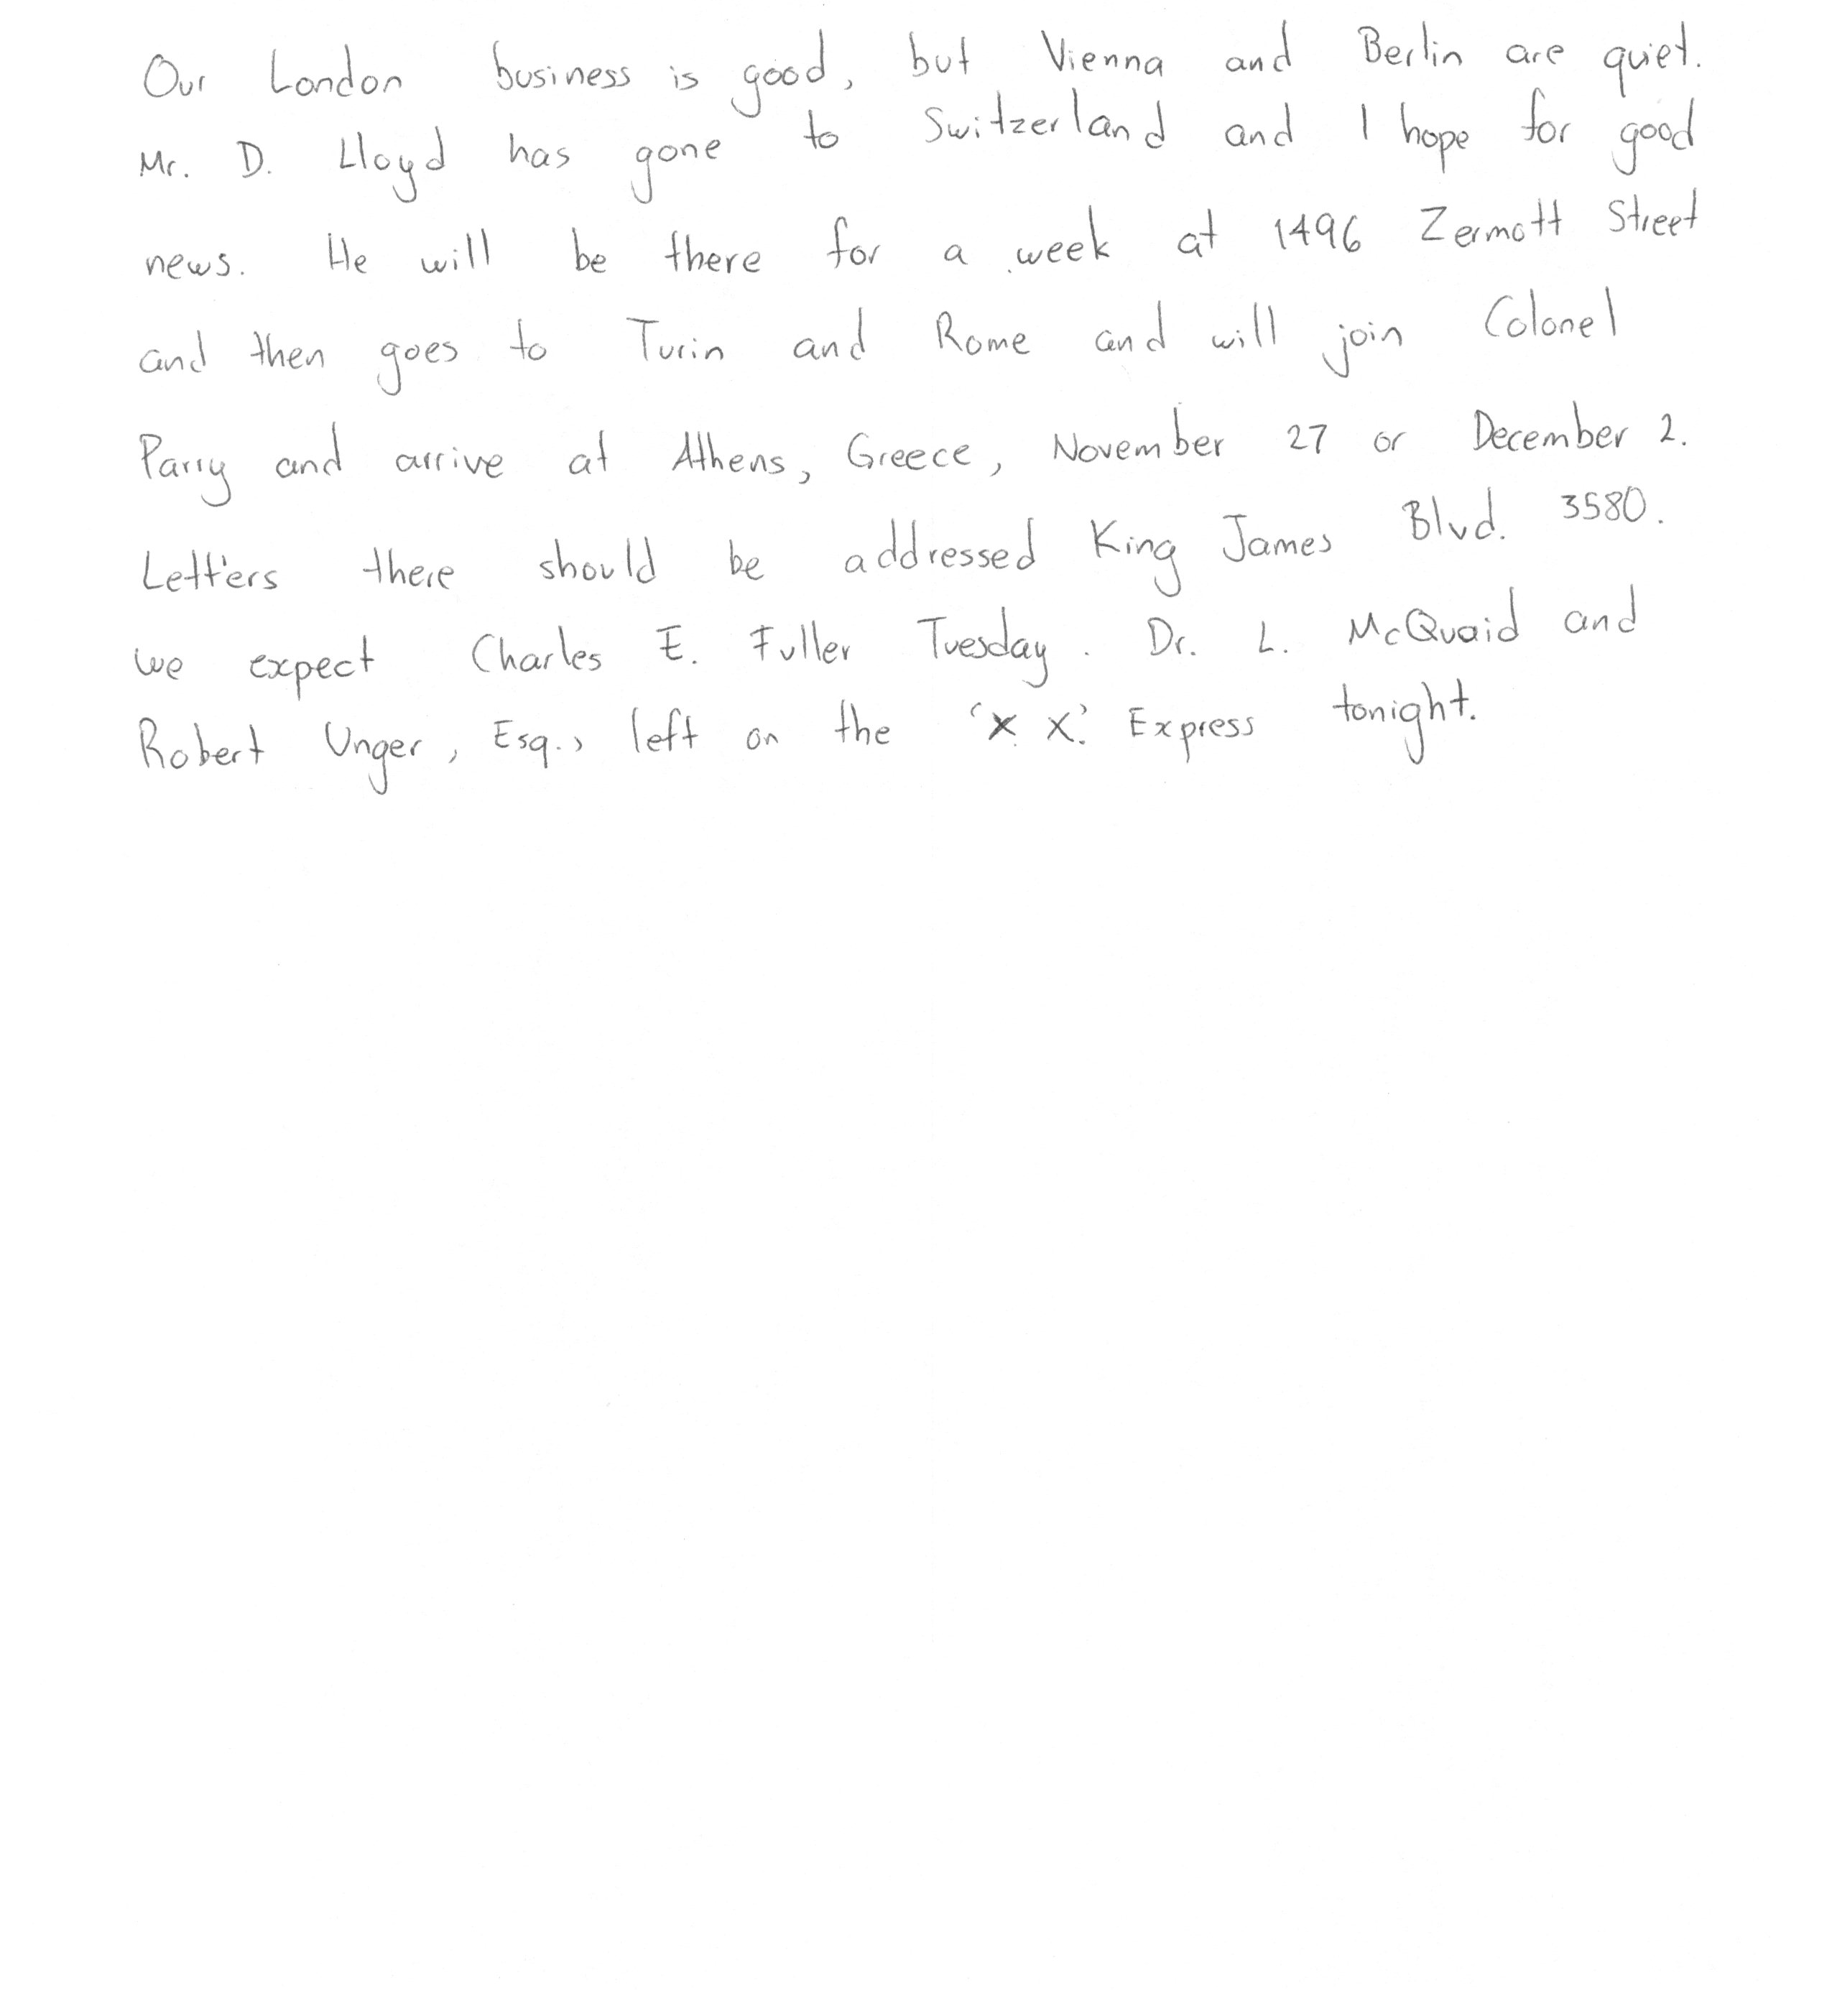 Our London business is good, but Vienna and Berlin are quiet.
Mr. D. Lloyd has gone to Switzerland and I hope for good
news. He will be there for a week at 1496 Zermott Street
and then goes to Turin and Rome and will join Colonel
Parry and arrive at Athens, Greece, November 27 or December 2.
Letters there should be addressed King James Blvd. 3580.
we expect Charles E. Fuller Tuesday. Dr. L. McQuaid and
Robert Unger, Esq., left on the 'X. X.' Express tonight.